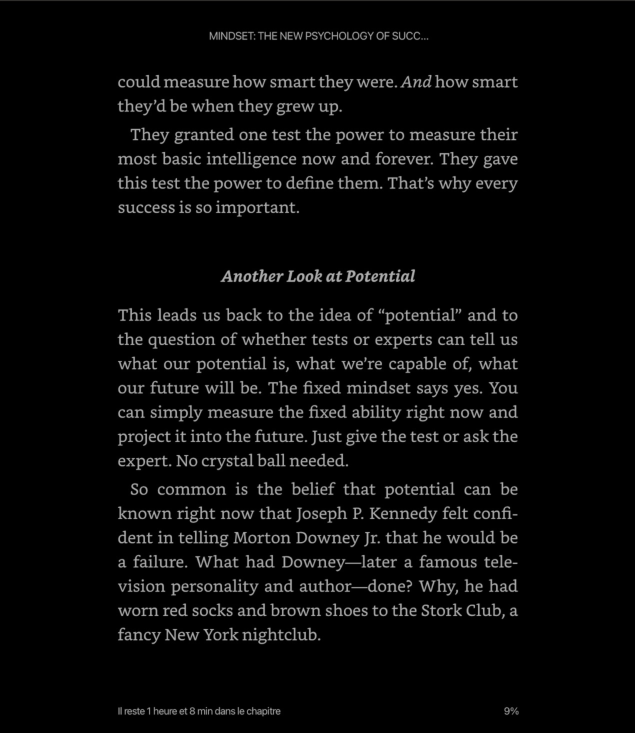 MINDSET: THE NEW PSYCHOLOGY OF SUCC...
could measure how smart they were. And how smart
they’d be when they grew up.
They granted one test the power to measure their
most basic intelligence now and forever. They gave
this test the power to define them. That’s why every
success is so important.
Another Look at Potential
This leads us back to the idea of “potential” and to
the question of whether tests or experts can tell us
what our potential is, what we’re capable of, what
our future will be. The fixed mindset says yes. You
can simply measure the fixed ability right now and
project it into the future. Just give the test or ask the
expert. No crystal ball needed.
So common is the belief that potential can be
known right now that Joseph P. Kennedy felt confi-
dent in telling Morton Downey Jr. that he would be
a failure. What had Downey—later a famous tele-
vision personality and author—done? Why, he had
worn red socks and brown shoes to the Stork Club, a
fancy New York nightclub.
Il reste 1 heure et 8 min dans le chapitre
9%